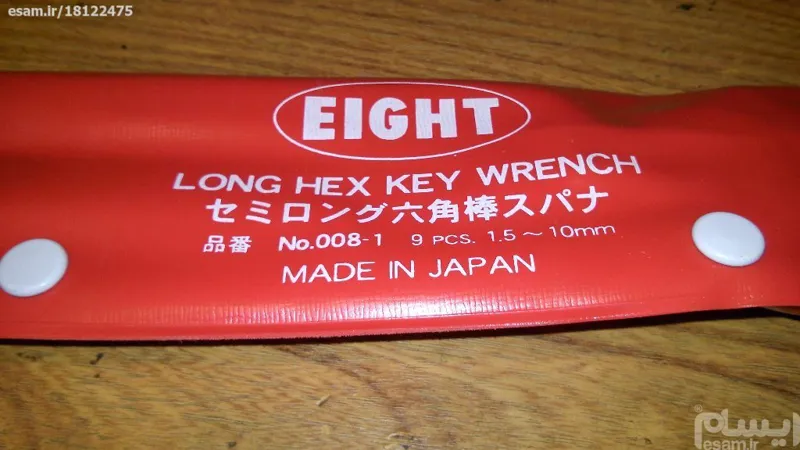 esam.ir/18122475
EIGHT
LONG HEX KEY WRENCH
セミロング六角棒スパナ
品番 No.008-1 9 PCS. 1.5～10mm
MADE IN JAPAN
ایسام
esam.ir